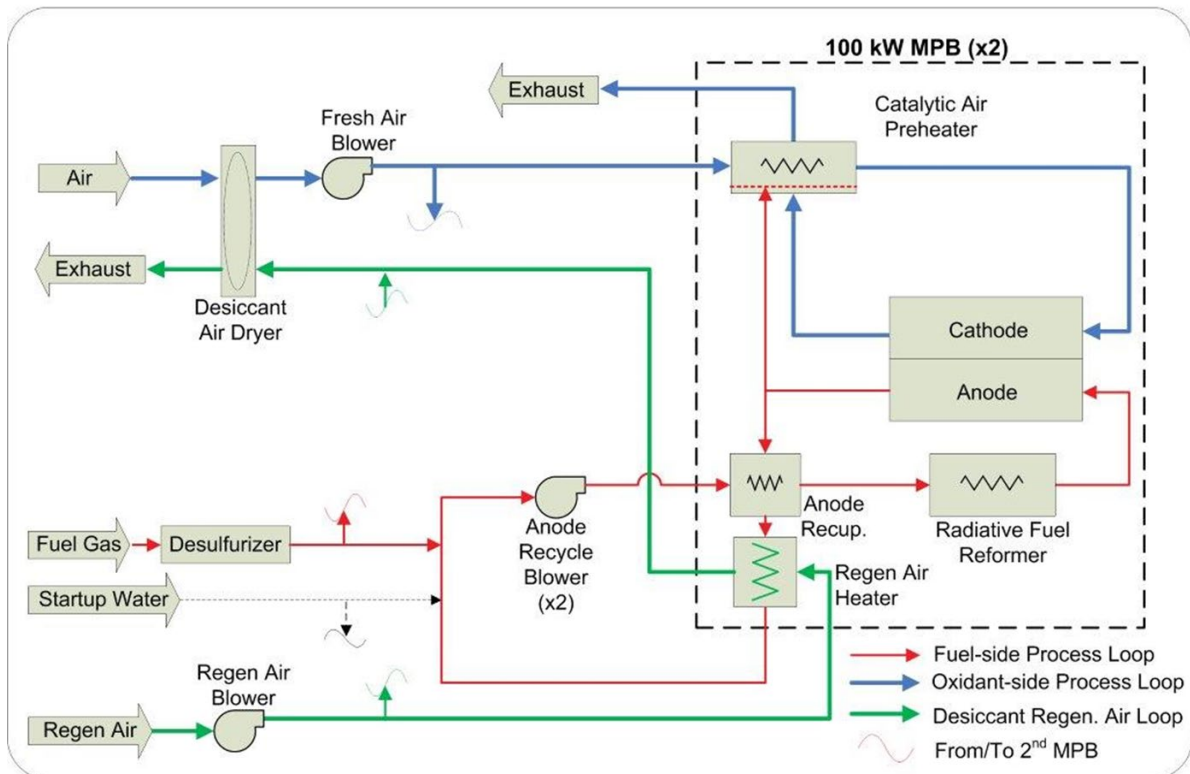 100 kW MPB (x2)
Exhaust
Catalytic Air
Preheater
Fresh Air
Blower
Air
Exhaust
Desiccant
Air Dryer
Cathode
Anode
Fuel Gas
Desulfurizer
Anode
Recycle
Blower
(x2)
Anode
Recup.
Radiative Fuel
Reformer
Startup Water
Regen Air
Heater
Regen Air
Blower
Regen Air
Fuel-side Process Loop
Oxidant-side Process Loop
Desiccant Regen. Air Loop
From/To 2nd MPB